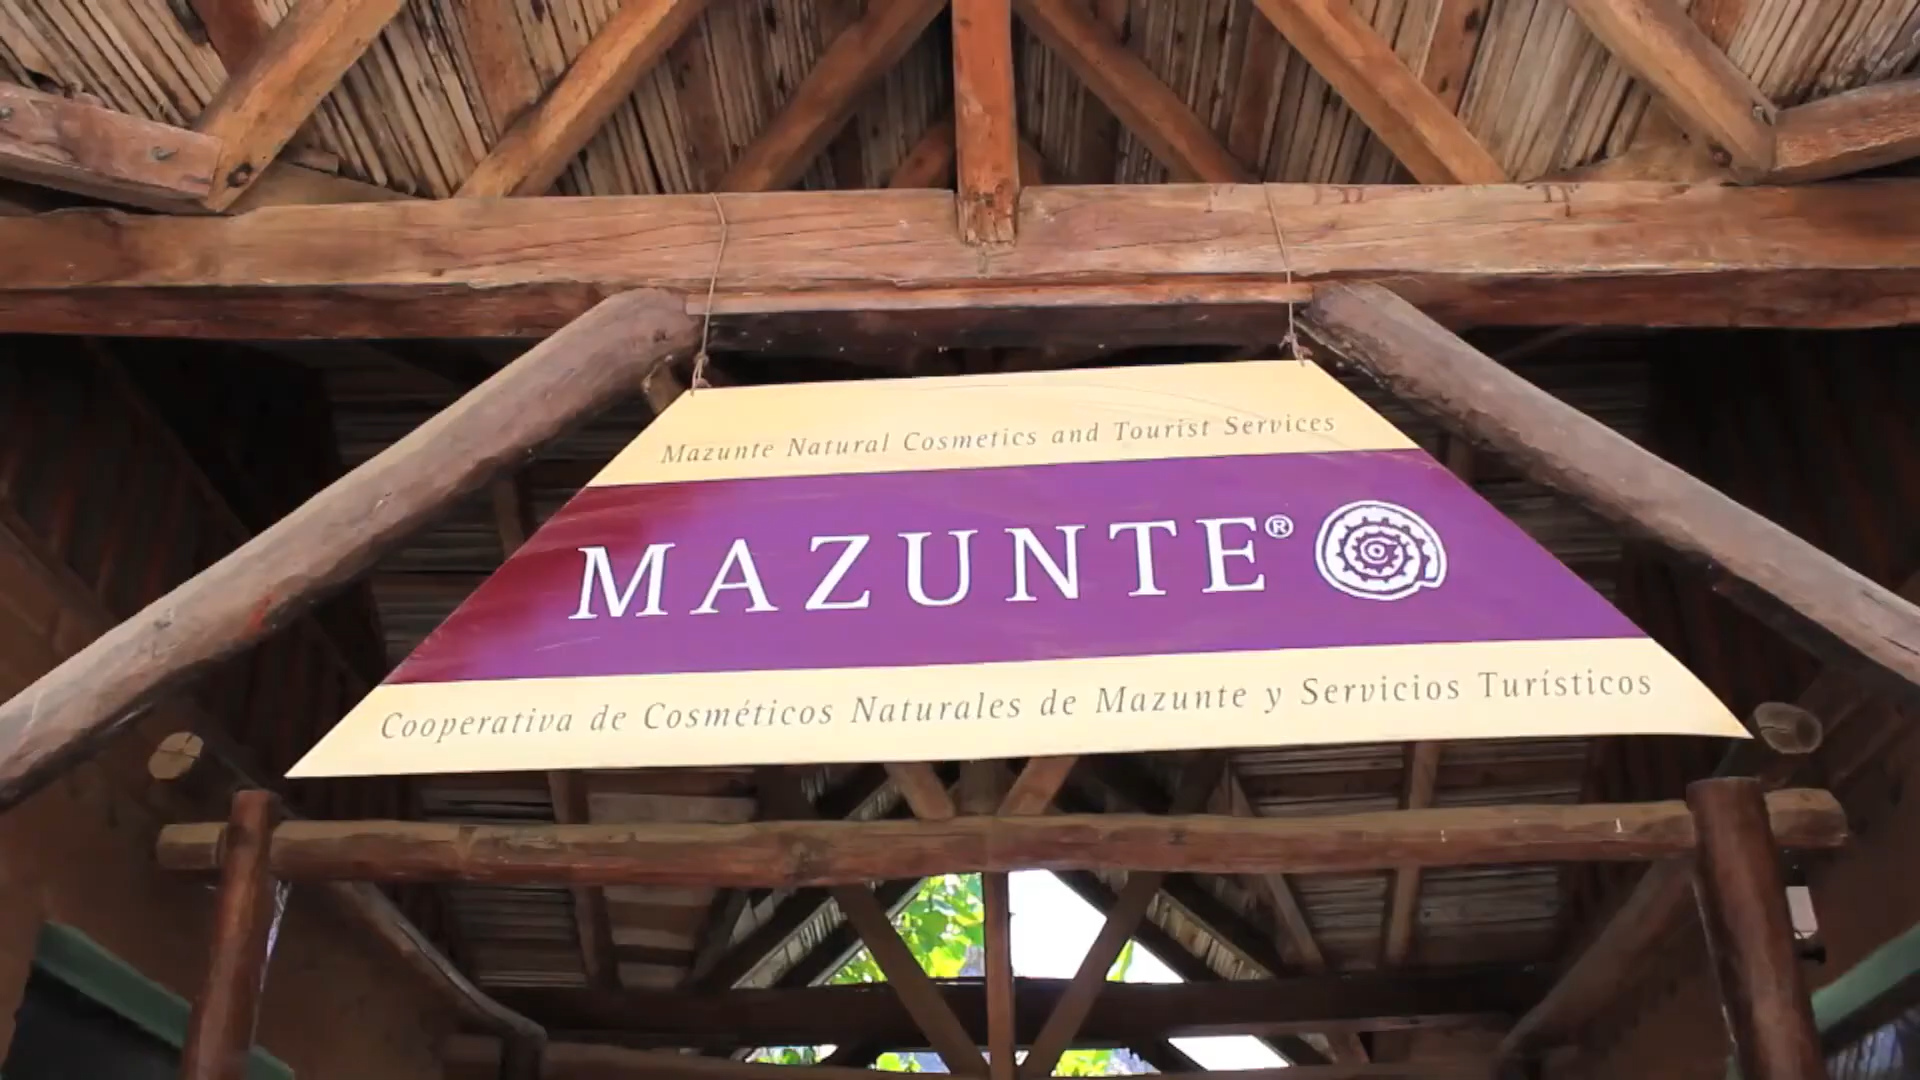 Mazunte Natural Cosmetics and Tourist Services
MAZUNTE®
Cooperativa de Cosméticos Naturales de Mazunte y Servicios Turísticos